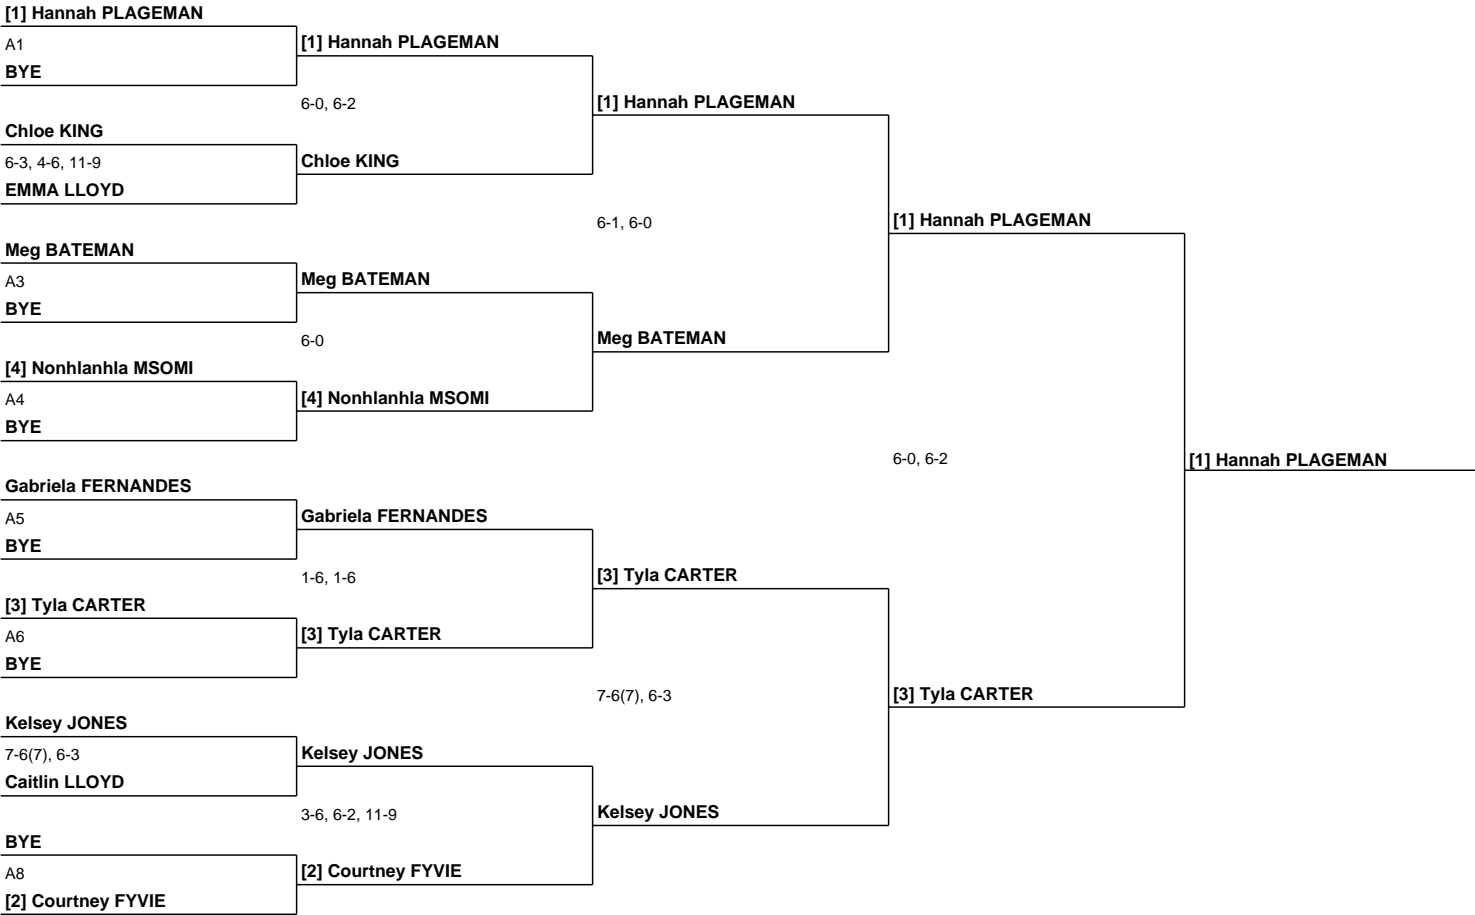 [1] Hannah PLAGEMAN
A1
BYE
Chloe KING
6-3, 4-6, 11-9
EMMA LLOYD
Meg BATEMAN
A3
BYE
[4] Nonhlanhla MSOMI
A4
BYE
Gabriela FERNANDES
A5
BYE
[3] Tyla CARTER
A6
BYE
Kelsey JONES
7-6(7), 6-3
Caitlin LLOYD
BYE
A8
[2] Courtney FYVIE
[1] Hannah PLAGEMAN
6-0, 6-2
Chloe KING
Meg BATEMAN
6-0
[4] Nonhlanhla MSOMI
Gabriela FERNANDES
1-6, 1-6
[3] Tyla CARTER
Kelsey JONES
3-6, 6-2, 11-9
[2] Courtney FYVIE
[1] Hannah PLAGEMAN
6-1, 6-0
Meg BATEMAN
[3] Tyla CARTER
7-6(7), 6-3
Kelsey JONES
[1] Hannah PLAGEMAN
6-0, 6-2
[3] Tyla CARTER
[1] Hannah PLAGEMAN